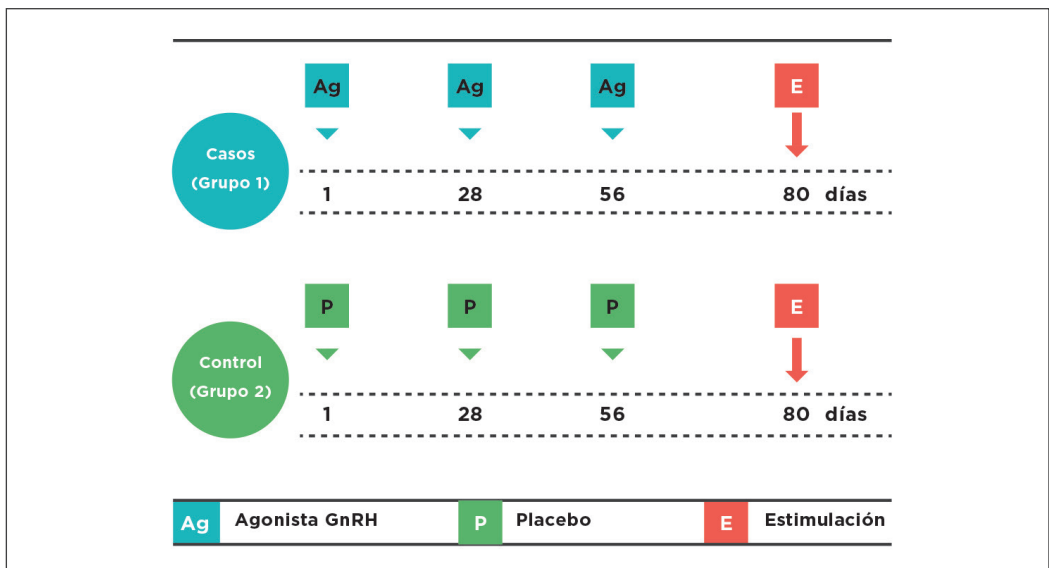 Ag Ag Ag E
Casos
(Grupo 1)
1 28 56 80 días
P P P E
Control
(Grupo 2)
1 28 56 80 días
Ag Agonista GnRH P Placebo E Estimulación